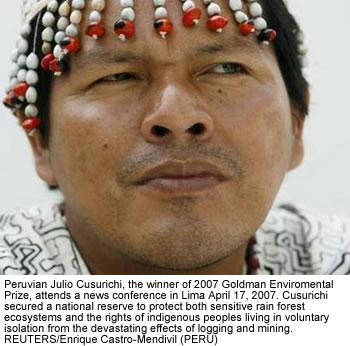 Peruvian Julio Cusurichi, the winner of 2007 Goldman Enviromental
Prize, attends a news conference in Lima April 17, 2007. Cusurichi
secured a national reserve to protect both sensitive rain forest
ecosystems and the rights of indigenous peoples living in voluntary
isolation from the devastating effects of logging and mining.
REUTERS/Enrique Castro-Mendivil (PERU)